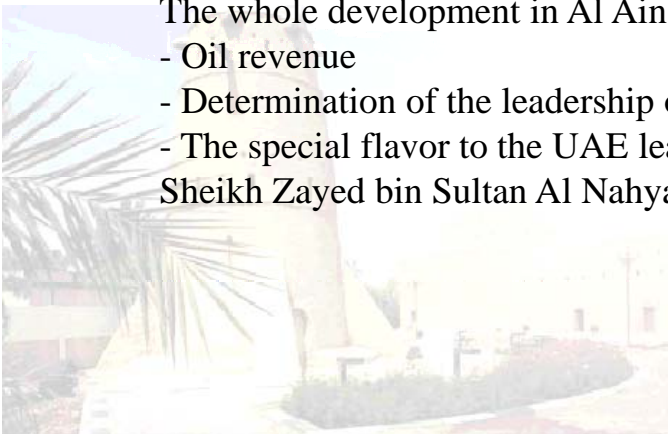 The whole development in Al Ain
- Oil revenue
- Determination of the leadership
- The special flavor to the UAE
Sheikh Zayed bin Sultan Al